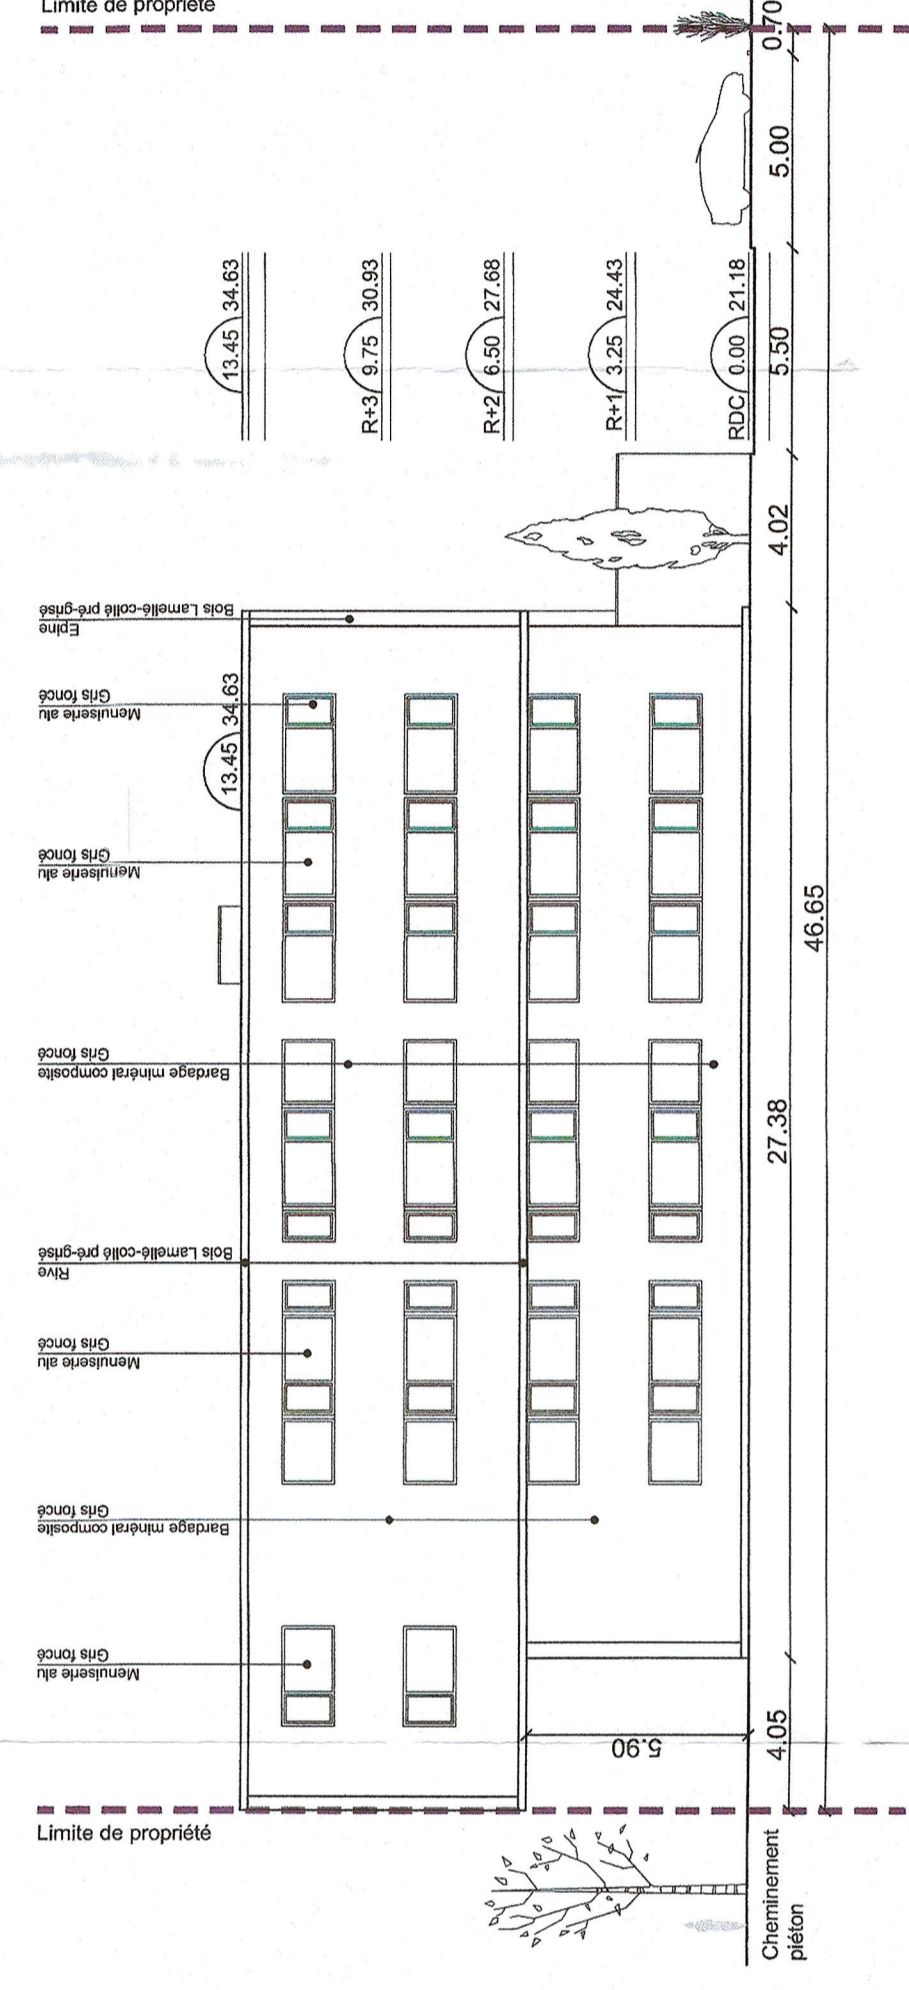 Limite de propriété
Menuiserie alu
Gris foncé
Bardage minéral composite
Gris foncé
Menuiserie alu
Gris foncé
Rive
Bois Lamellé-collé pré-grisé
Bardage minéral composite
Gris foncé
Menuiserie alu
Gris foncé
Menuiserie alu
Gris foncé
Epine
Bois Lamellé-collé pré-grisé
Limite de propriété
13.45 34.63
13.45 34.63
R+3 9.75 30.93
R+2 6.50 27.68
R+1 3.25 24.43
RDC 0.00 21.18
5.90
Cheminement
piéton
4.05
27.38
4.02
5.50
5.00
0.70
46.65